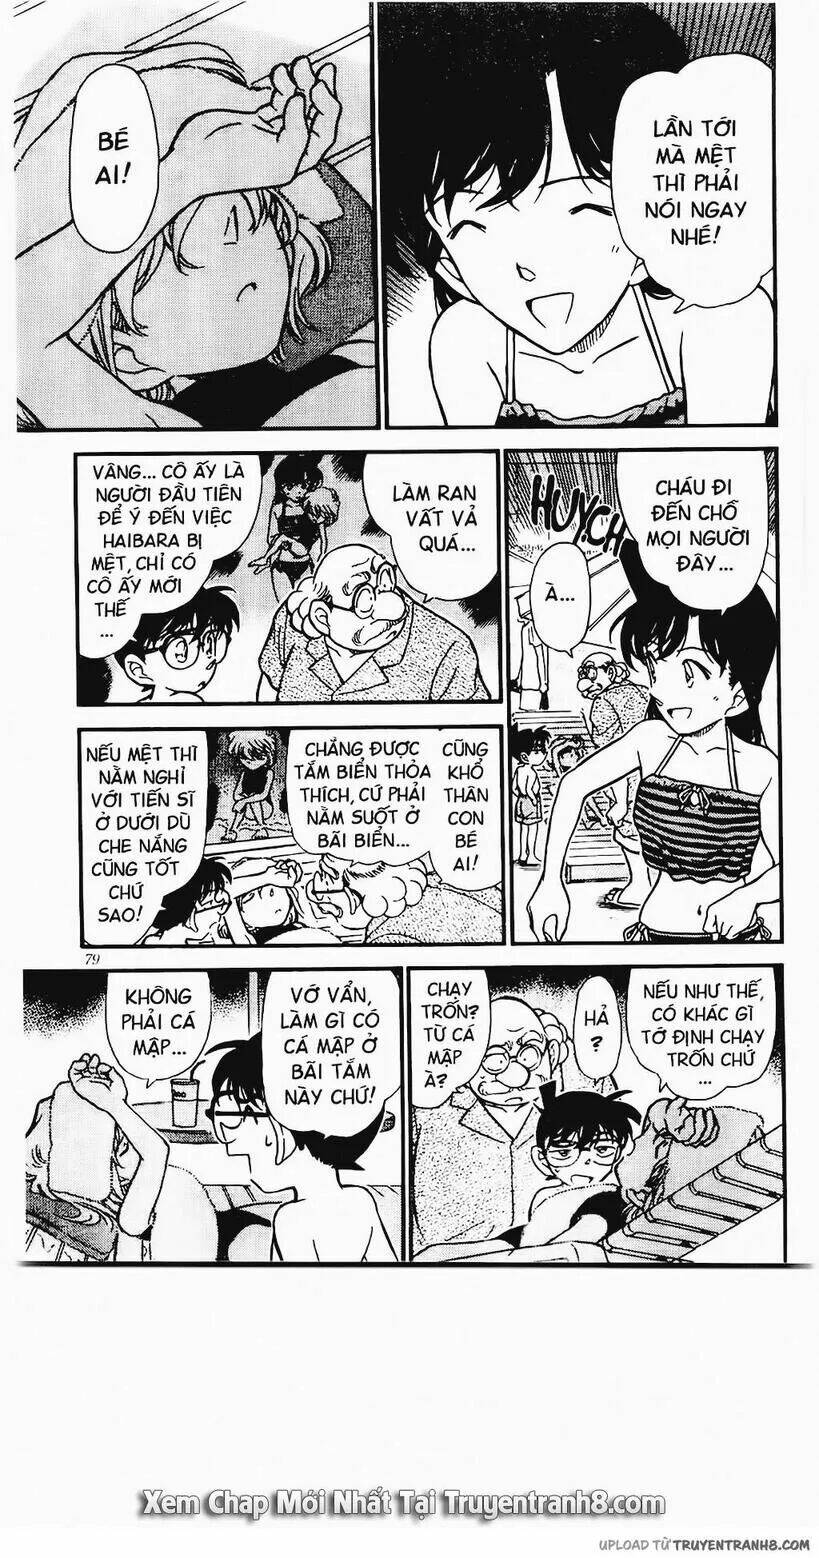 LẦN TỚI
MÀ MỆT
THÌ PHẢI
NÓI NGAY
NHÉ!
BÉ
AI!
CHÁU ĐI
ĐẾN CHỖ
MỌI NGƯỜI
ĐÂY...
HUỴCH
À...
LÀM RAN
VẤT VẢ
QUÁ...
VÂNG... CÔ ẤY LÀ
NGƯỜI ĐẦU TIÊN
ĐỂ Ý ĐẾN VIỆC
HAIBARA BỊ
MỆT, CHỈ CÓ
CÔ ẤY MỚI
THẾ
...
CŨNG
KHỔ
THÂN
CON
BÉ
AI!
CHẲNG ĐƯỢC
TẮM BIỂN THỎA
THÍCH, CỨ PHẢI
NẰM SUỐT Ở
BÃI BIỂN...
NẾU MỆT THÌ
NẰM NGHỈ
VỚI TIẾN SĨ
Ở DƯỚI DÙ
CHE NẮNG
CŨNG TỐT
CHỨ
SAO!
79
NẾU NHƯ THẾ,
CÓ KHÁC GÌ
TỚ ĐỊNH CHẠY
TRỐN CHỨ
...
HẢ
?
CHẠY
TRỐN?
TỪ CÁ
MẬP
À?
VỚ VẨN,
LÀM GÌ CÓ
CÁ MẬP Ở
BÃI TẮM
NÀY CHỨ!
KHÔNG
PHẢI CÁ
MẬP...
Xem Chap Mới Nhất Tại Truyentranh8.com
UPLOAD TỪ TRUYENTRANH8.COM